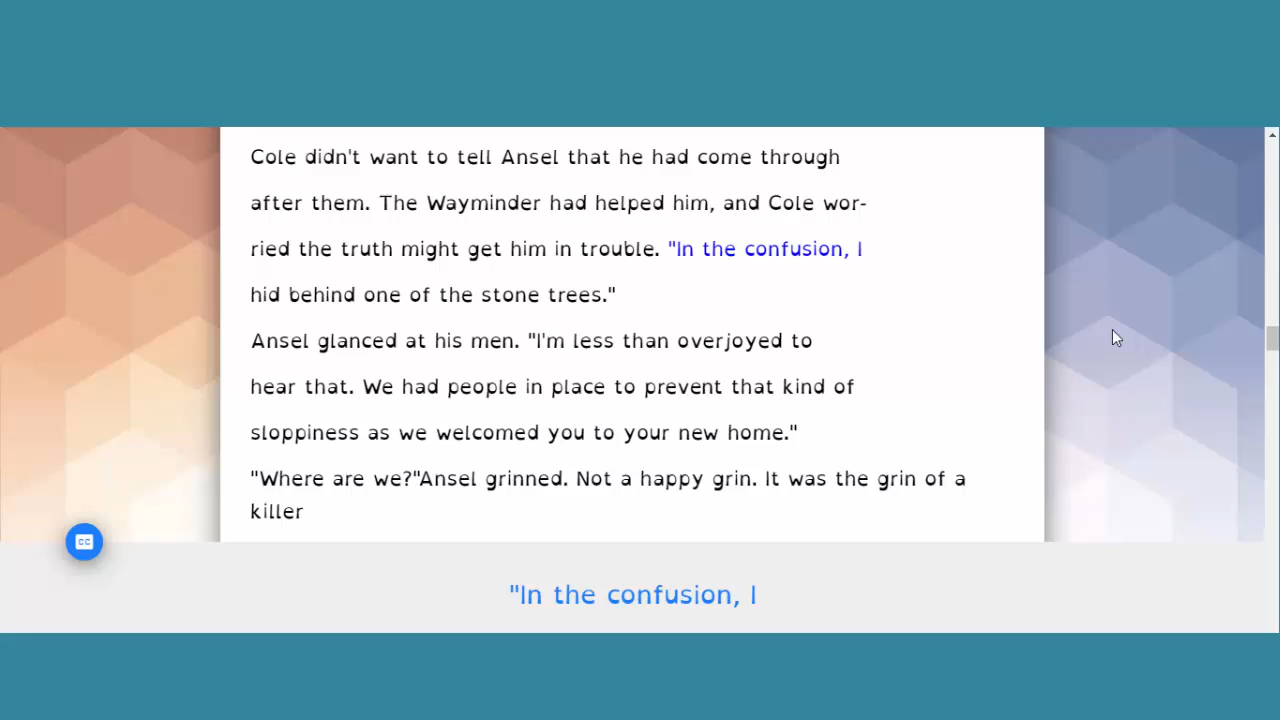 Cole didn't want to tell Ansel that he had come through
after them. The Wayminder had helped him, and Cole wor-
ried the truth might get him in trouble. "In the confusion, I
hid behind one of the stone trees."
Ansel glanced at his men. "I'm less than overjoyed to
hear that. We had people in place to prevent that kind of
sloppiness as we welcomed you to your new home."
"Where are we?"Ansel grinned. Not a happy grin. It was the grin of a
killer
CC
"In the confusion, I